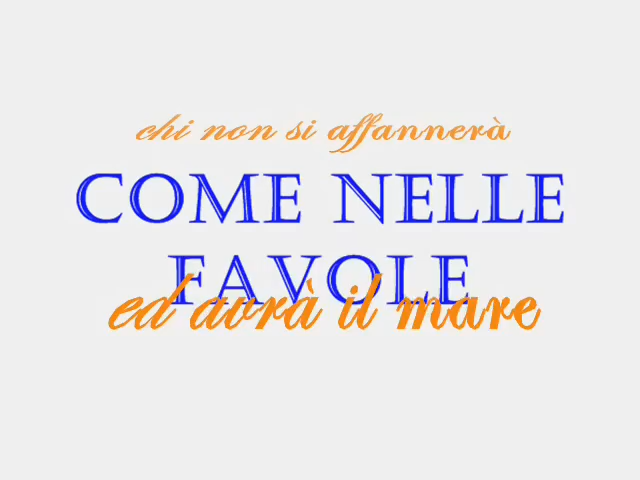 chi non si affannerà
COME NELLE
FAVOLE
ed avrà il mare